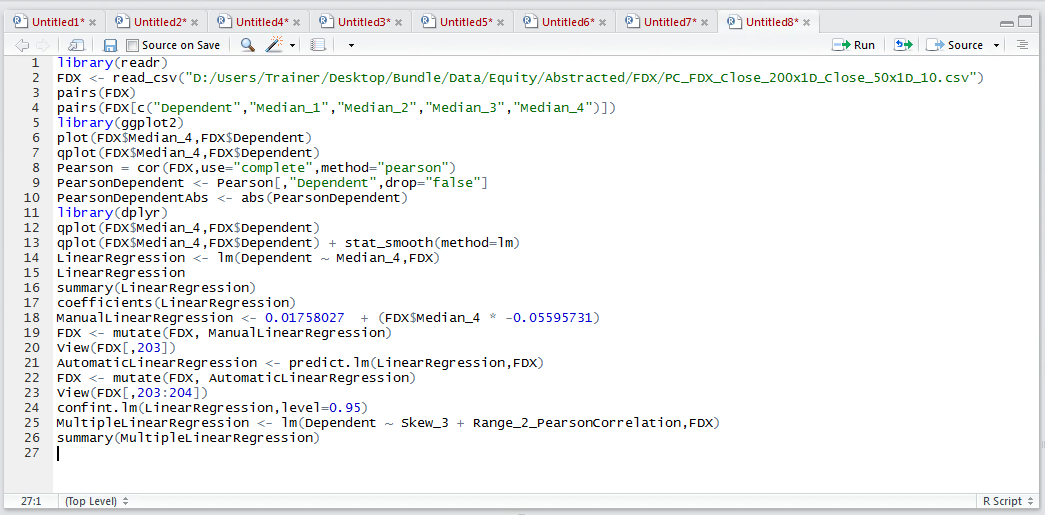 Untitled1* × Untitled2* × Untitled4* × Untitled3* × Untitled5* × Untitled6* × Untitled7* × Untitled8* ×
Source on Save Run Source
1 library(readr)
2 FDX <- read_csv("D:/Users/Trainer/Desktop/Bundle/Data/Equity/Abstracted/FDX/PC_FDX_Close_200x1D_Close_50x1D_10.csv")
3 pairs(FDX)
4 pairs(FDX[c("Dependent","Median_1","Median_2","Median_3","Median_4")])
5 library(ggplot2)
6 plot(FDX$Median_4,FDX$Dependent)
7 qplot(FDX$Median_4,FDX$Dependent)
8 Pearson = cor(FDX,use="complete",method="pearson")
9 PearsonDependent <- Pearson[,"Dependent",drop="false"]
10 PearsonDependentAbs <- abs(PearsonDependent)
11 library(dplyr)
12 qplot(FDX$Median_4,FDX$Dependent)
13 qplot(FDX$Median_4,FDX$Dependent) + stat_smooth(method=lm)
14 LinearRegression <- lm(Dependent ~ Median_4,FDX)
15 LinearRegression
16 summary(LinearRegression)
17 coefficients(LinearRegression)
18 ManualLinearRegression <- 0.01758027  + (FDX$Median_4 * -0.05595731)
19 FDX <- mutate(FDX, ManualLinearRegression)
20 View(FDX[,203])
21 AutomaticLinearRegression <- predict.lm(LinearRegression,FDX)
22 FDX <- mutate(FDX, AutomaticLinearRegression)
23 View(FDX[,203:204])
24 confint.lm(LinearRegression,level=0.95)
25 MultipleLinearRegression <- lm(Dependent ~ Skew_3 + Range_2_PearsonCorrelation,FDX)
26 summary(MultipleLinearRegression)
27
27:1 (Top Level) R Script